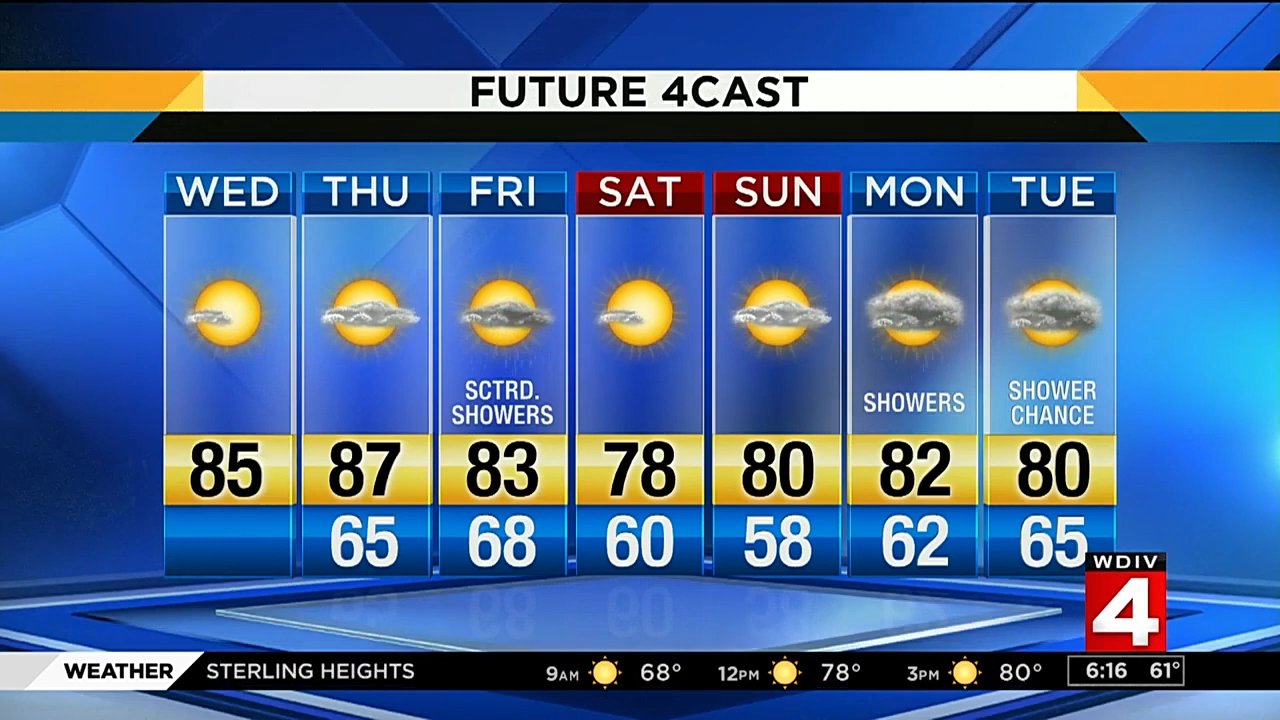 FUTURE 4CAST
WED THU FRI SAT SUN MON TUE
SCTRD.
SHOWERS
SHOWERS
SHOWER
CHANCE
85 87 83 78 80 82 80
65 68 60 58 62 65
WDIV
4
WEATHER STERLING HEIGHTS 9AM 68° 12PM 78° 3PM 80° 6:16 61°